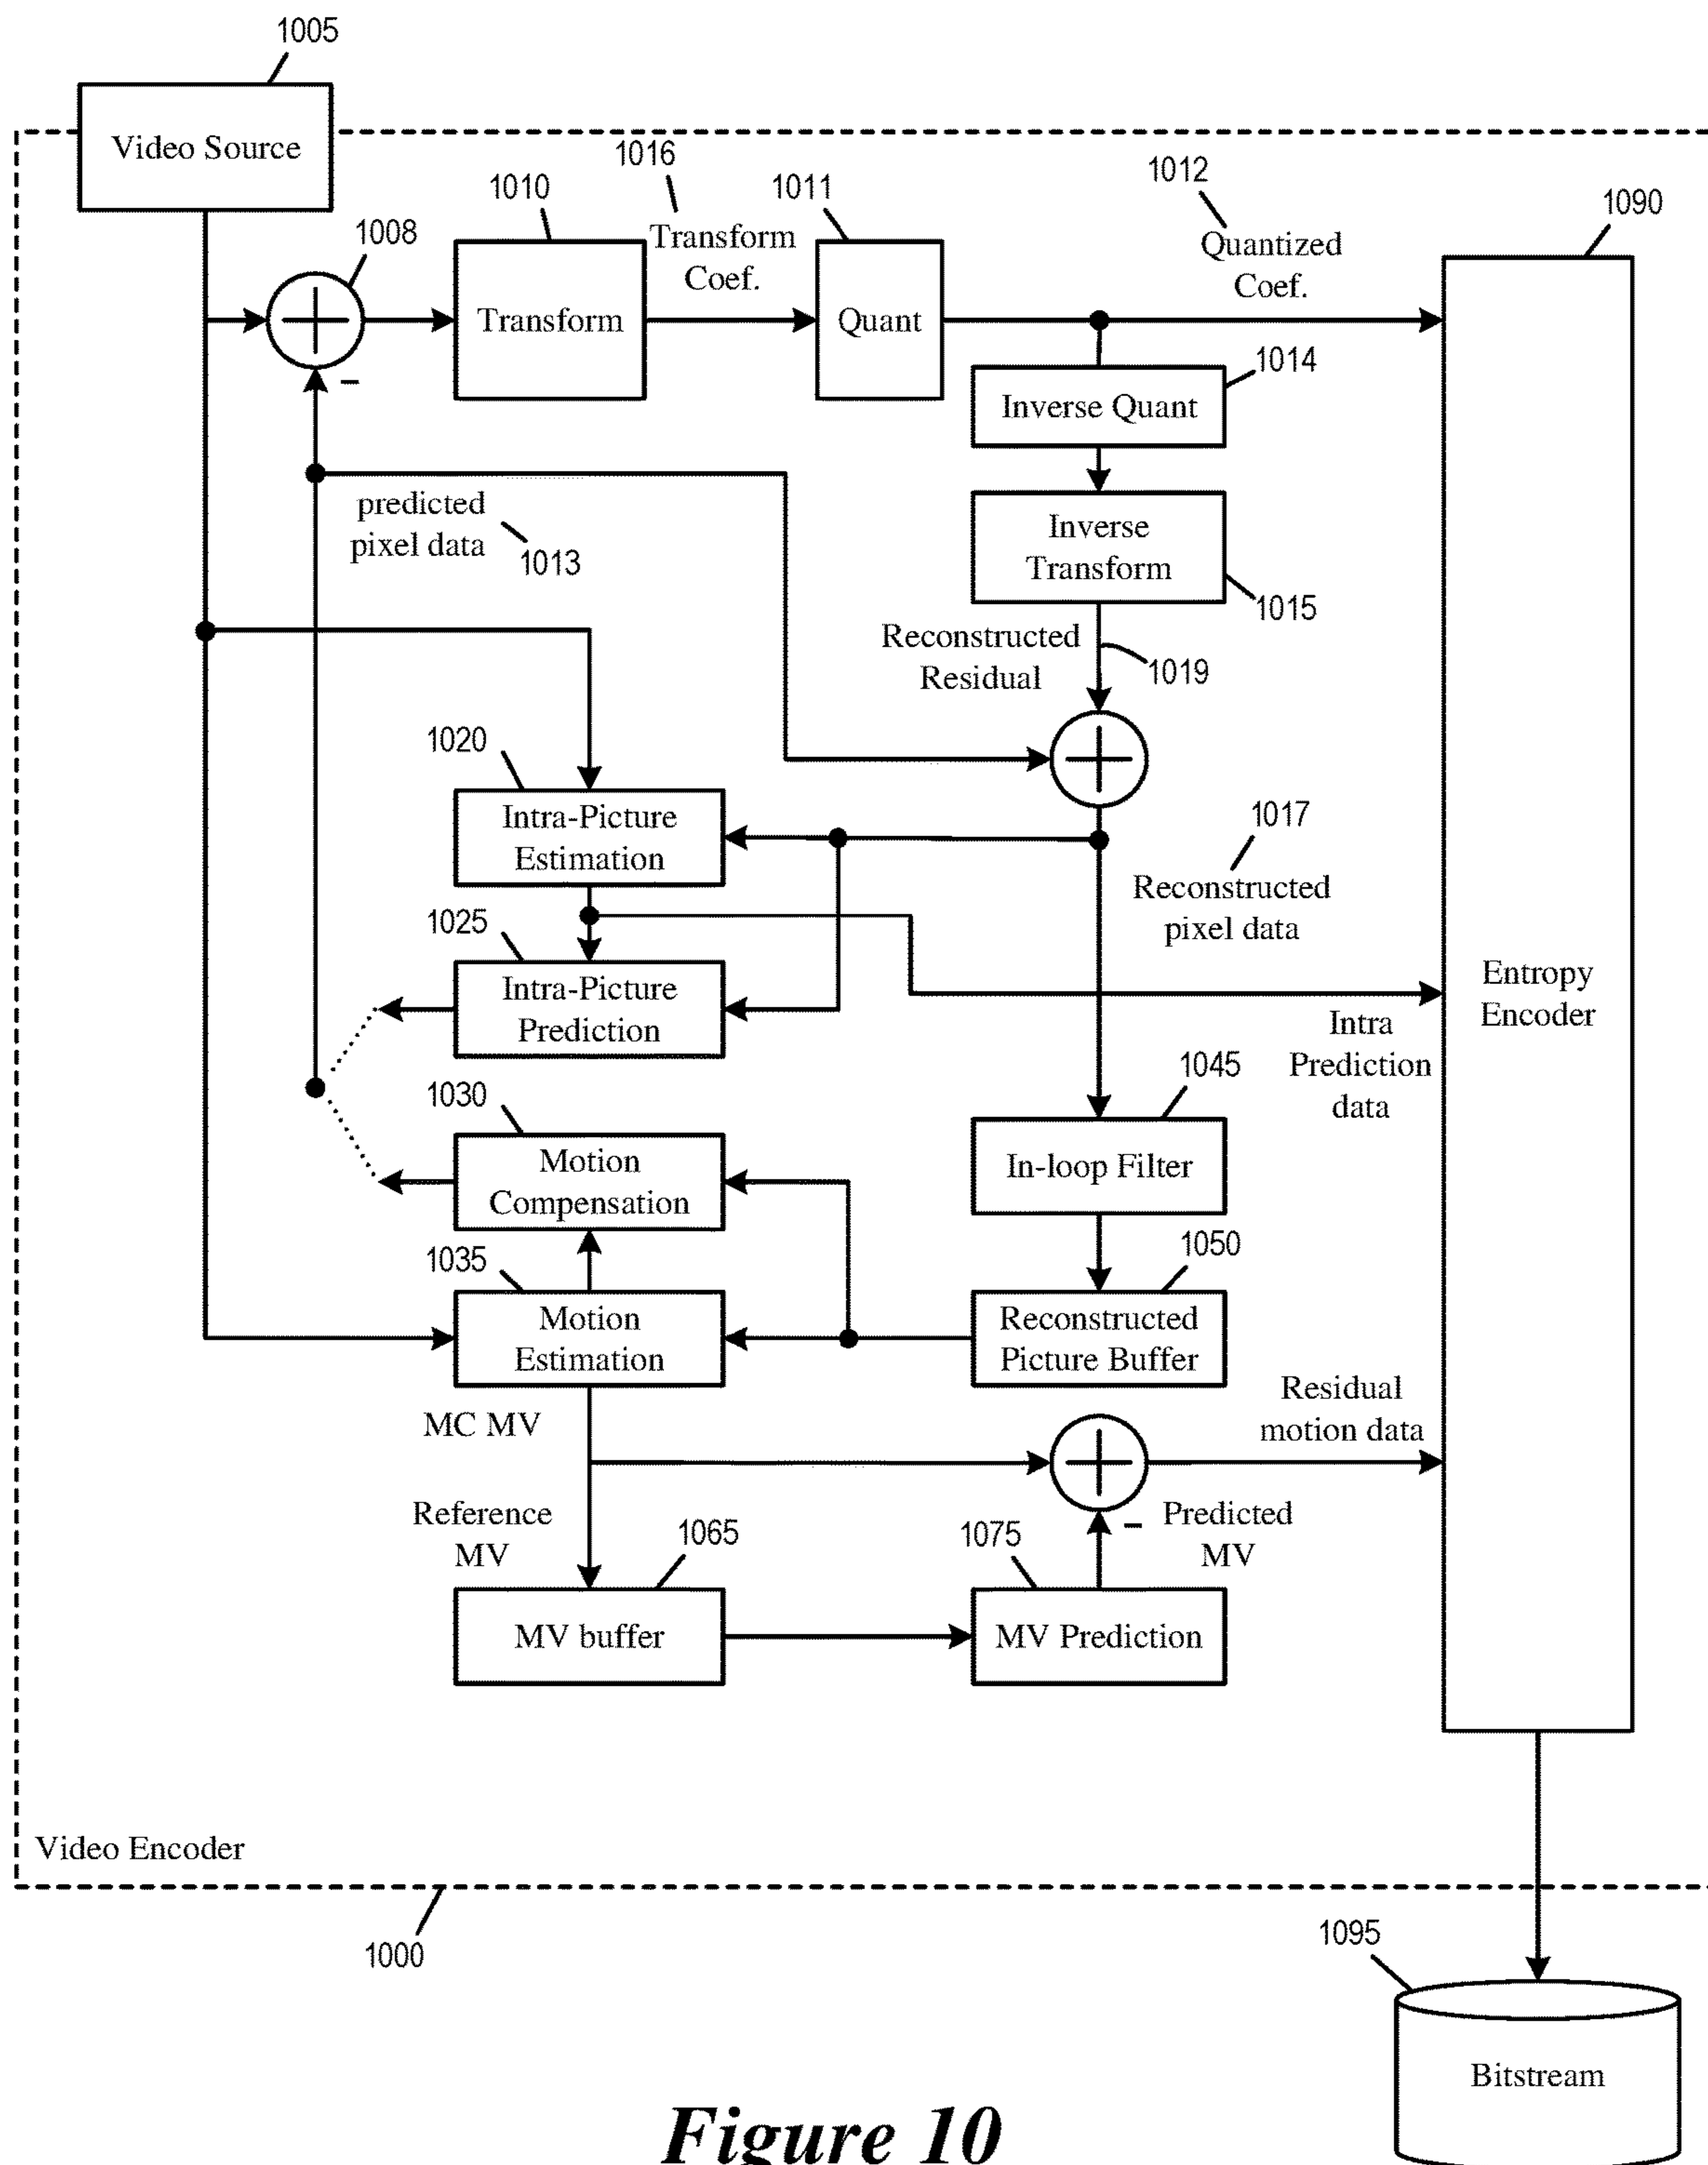 1005
Video Source
1016
1012
1010
1011
1090
1008
Transform
Coef.
Quantized
Coef.
Transform
Quant
-
1014
Inverse Quant
predicted
pixel data
1013
Inverse
Transform
1015
Reconstructed
Residual
1019
1020
Intra-Picture
Estimation
1017
Reconstructed
pixel data
1025
Intra-Picture
Prediction
Entropy
Encoder
Intra
Prediction
data
1030
1045
Motion
Compensation
In-loop Filter
1035
1050
Motion
Estimation
Reconstructed
Picture Buffer
MC MV
Residual
motion data
Reference
MV
1065
1075
-
Predicted
MV
MV buffer
MV Prediction
Video Encoder
1000
1095
Bitstream
Figure 10